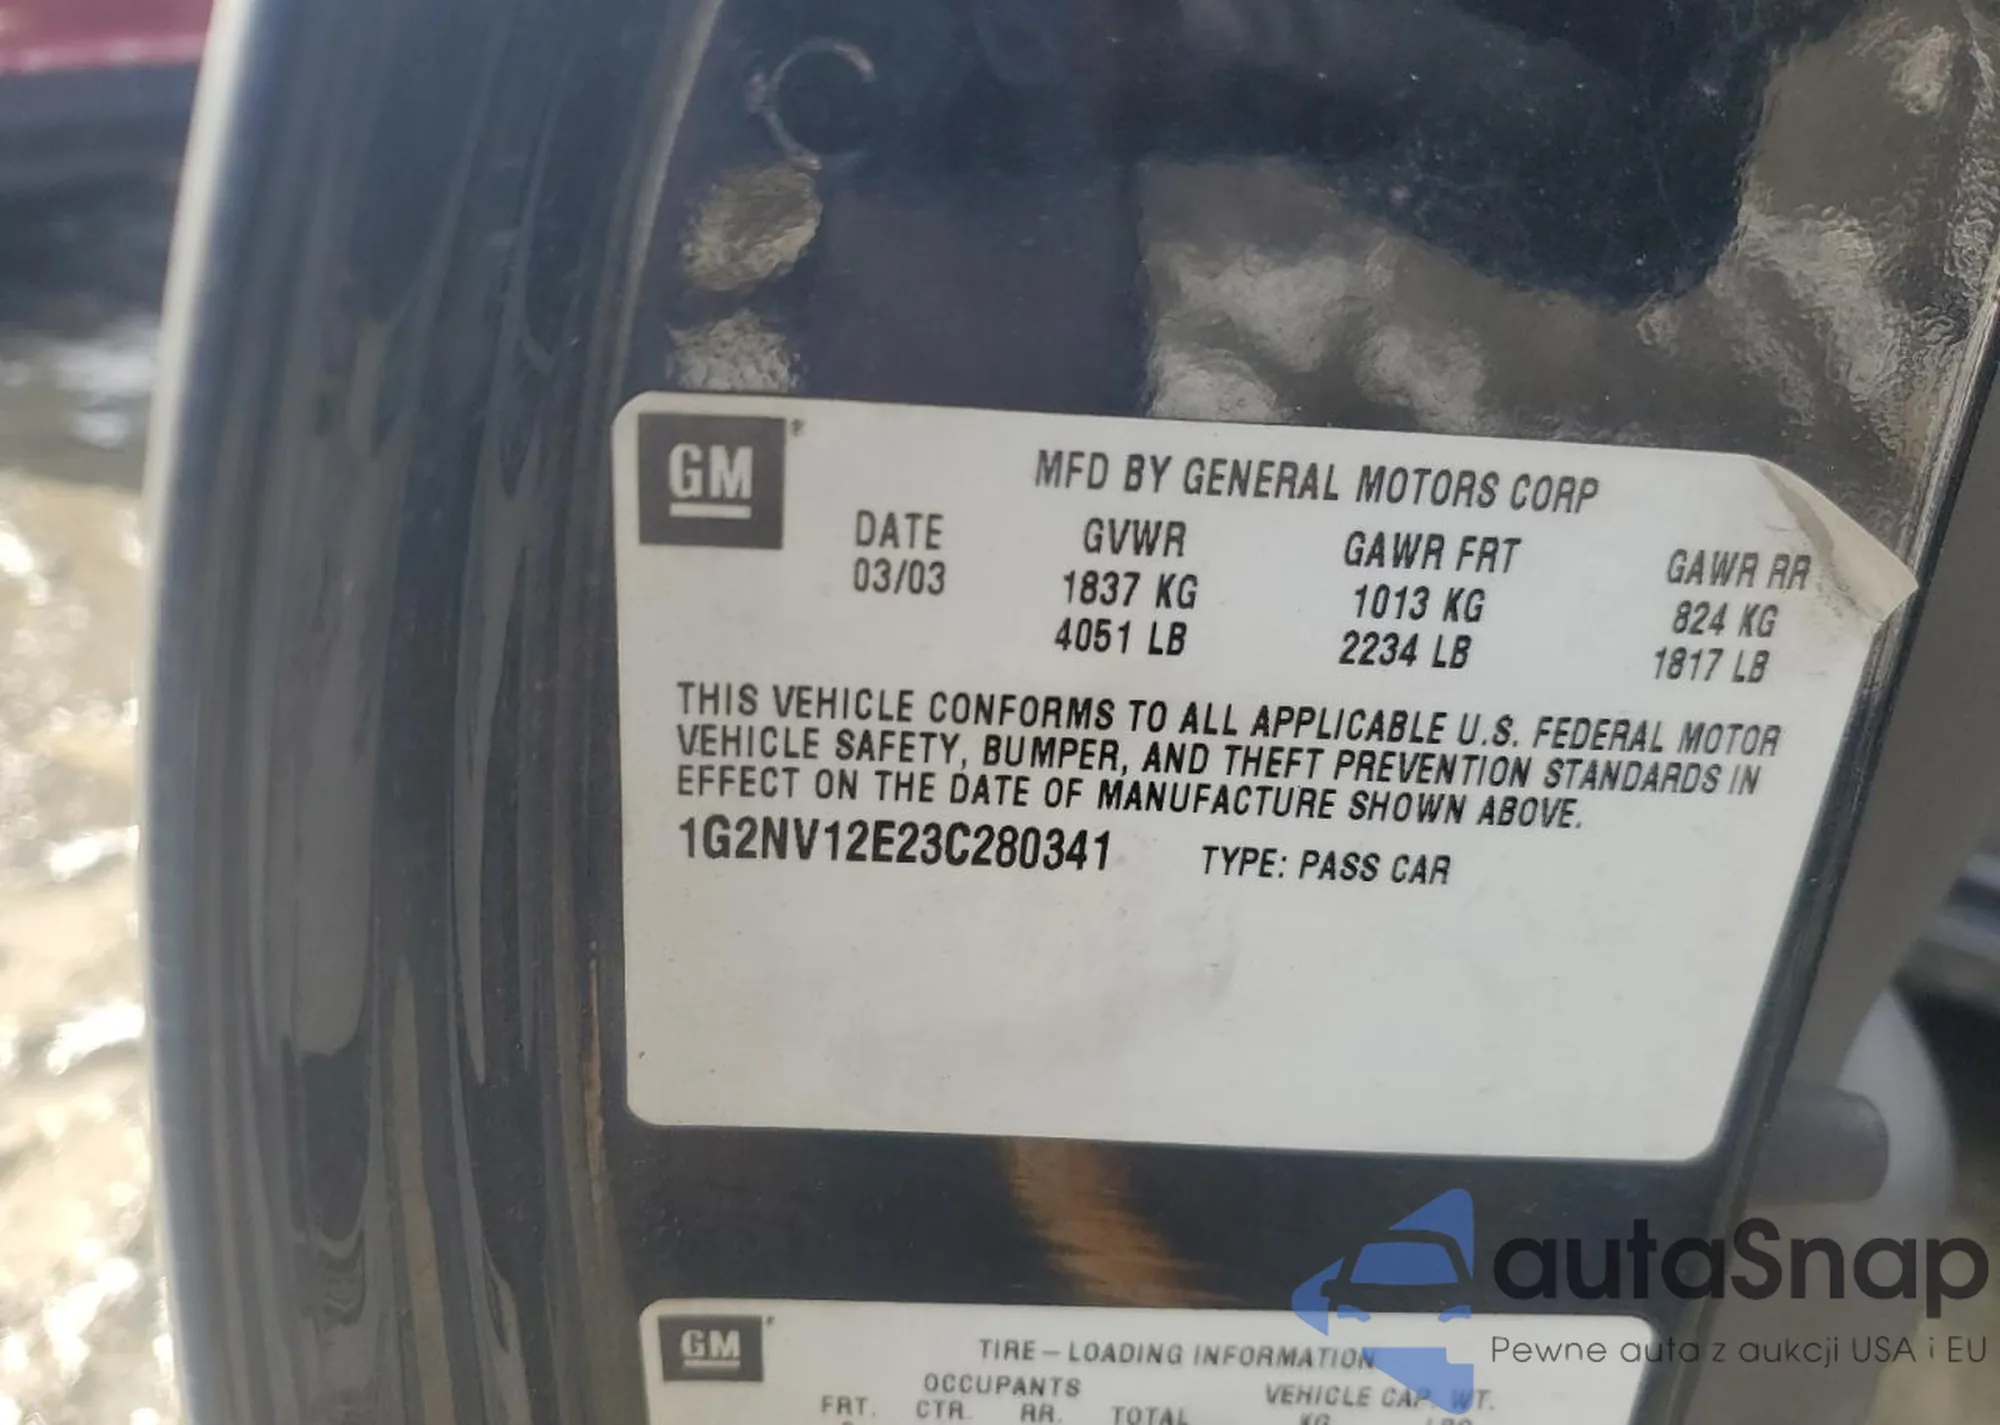 GM
MFD BY GENERAL MOTORS CORP
DATE GVWR GAWR FRT GAWR RR
03/03 1837 KG 1013 KG 824 KG
4051 LB 2234 LB 1817 LB
THIS VEHICLE CONFORMS TO ALL APPLICABLE U.S. FEDERAL MOTOR
VEHICLE SAFETY, BUMPER, AND THEFT PREVENTION STANDARDS IN
EFFECT ON THE DATE OF MANUFACTURE SHOWN ABOVE.
1G2NV12E23C280341 TYPE: PASS CAR
GM
TIRE-LOADING INFORMATION
OCCUPANTS VEHICLE CAP. WT.
FRT. CTR. RR. TOTAL KG
autaSnap
Pewne auta z aukcji USA i EU